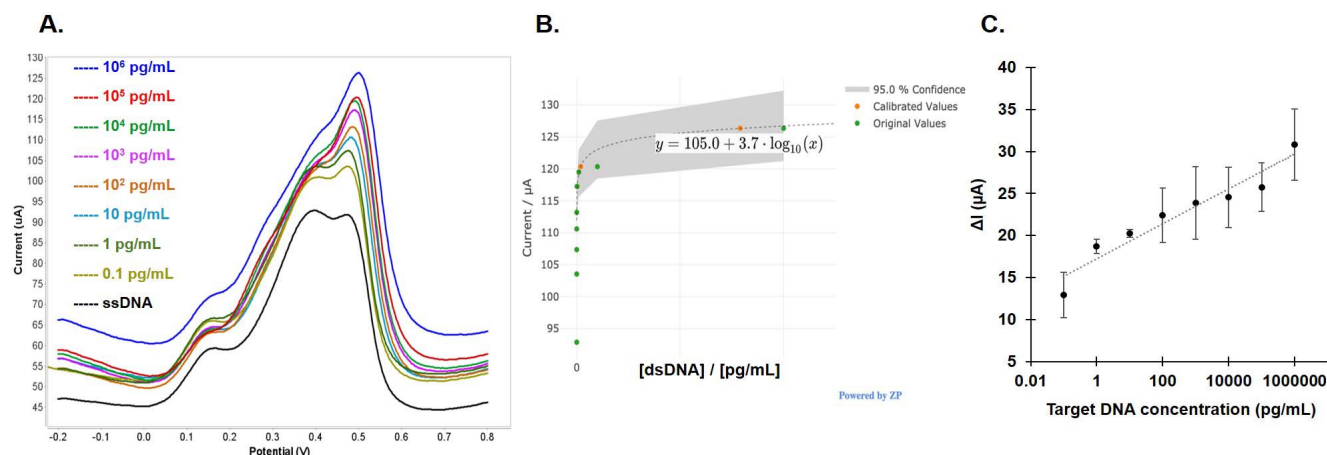 A.
130
125
120
115
110
105
100
95
90
85
80
75
70
65
60
55
50
45
Current (uA)
----- 10⁶ pg/mL
----- 10⁵ pg/mL
----- 10⁴ pg/mL
----- 10³ pg/mL
----- 10² pg/mL
----- 10 pg/mL
----- 1 pg/mL
----- 0.1 pg/mL
----- ssDNA
-0.2 -0.1 0.0 0.1 0.2 0.3 0.4 0.5 0.6 0.7 0.8
Potential (V)
B.
130
125
120
115
110
105
100
95
Current / μA
95.0 % Confidence
Calibrated Values
Original Values
y = 105.0 + 3.7 · log₁₀(x)
0
[dsDNA] / [pg/mL]
Powered by ZP
C.
40
35
30
25
20
15
10
5
ΔI (μA)
0.01 1 100 10000 1000000
Target DNA concentration (pg/mL)